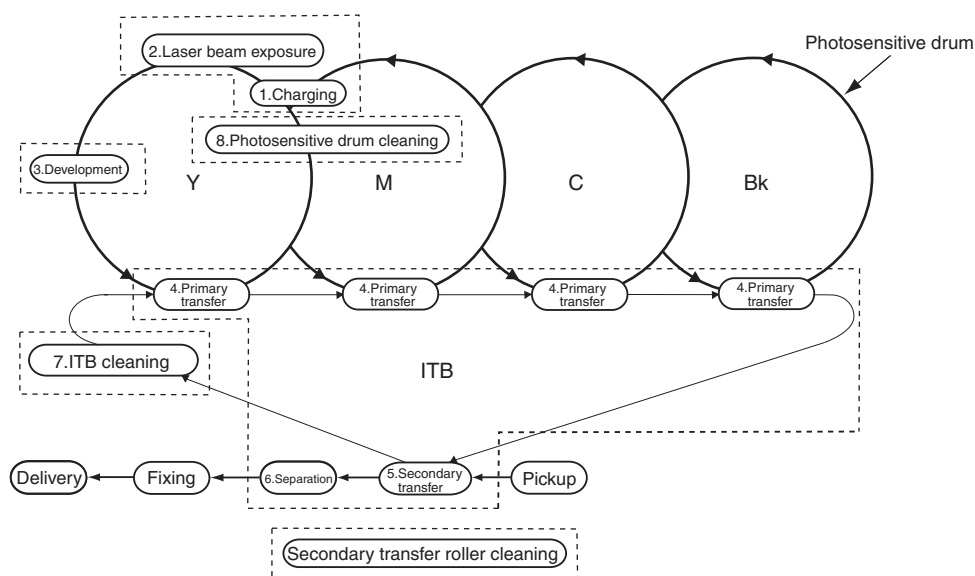 2.Laser beam exposure
Photosensitive drum
1.Charging
8.Photosensitive drum cleaning
3.Development
Y
M
C
Bk
4.Primary
transfer
4.Primary
transfer
4.Primary
transfer
4.Primary
transfer
7.ITB cleaning
ITB
Delivery
Fixing
6.Separation
5.Secondary
transfer
Pickup
Secondary transfer roller cleaning